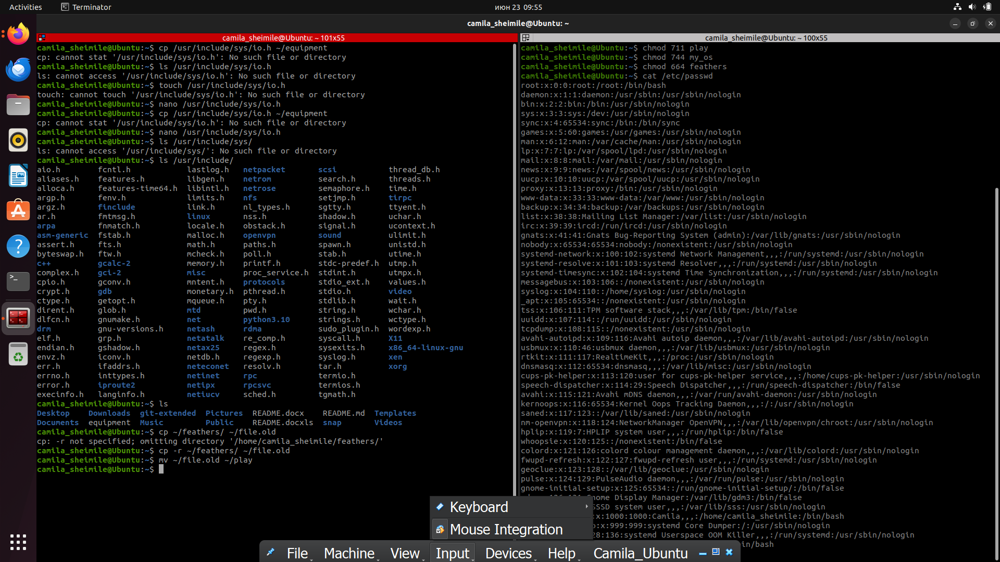 Activities Terminator июн 23 09:55
camila_sheimile@Ubuntu: ~
camila_sheimile@Ubuntu: ~ 101x55
camila_sheimile@Ubuntu:~$ cp /usr/include/sys/io.h ~/equipment
cp: cannot stat '/usr/include/sys/io.h': No such file or directory
camila_sheimile@Ubuntu:~$ ls /usr/include/sys/io.h
ls: cannot access '/usr/include/sys/io.h': No such file or directory
camila_sheimile@Ubuntu:~$ touch /usr/include/sys/io.h
touch: cannot touch '/usr/include/sys/io.h': No such file or directory
camila_sheimile@Ubuntu:~$ nano /usr/include/sys/io.h
camila_sheimile@Ubuntu:~$ cp /usr/include/sys/io.h ~/equipment
cp: cannot stat '/usr/include/sys/io.h': No such file or directory
camila_sheimile@Ubuntu:~$ nano /usr/include/sys/io.h
camila_sheimile@Ubuntu:~$ ls /usr/include/sys/
ls: cannot access '/usr/include/sys/': No such file or directory
camila_sheimile@Ubuntu:~$ ls /usr/include/
aio.h fcntl.h lastlog.h netpacket scsi thread_db.h
aliases.h features.h libgen.h netrom search.h threads.h
alloca.h features-time64.h libintl.h netrose semaphore.h time.h
argp.h fenv.h limits.h nfs setjmp.h tirpc
argz.h finclude link.h nl_types.h sgtty.h ttyent.h
ar.h fmtmsg.h linux nss.h shadow.h uchar.h
arpa fnmatch.h locale.h obstack.h signal.h ucontext.h
asm-generic fstab.h malloc.h openvpn sound ulimit.h
assert.h fts.h math.h paths.h spawn.h unistd.h
byteswap.h ftw.h mcheck.h poll.h stab.h utime.h
c++ gcalc-2 memory.h printf.h stdc-predef.h utmp.h
complex.h gci-2 misc proc_service.h stdint.h utmpx.h
cpio.h gconv.h mntent.h protocols stdio_ext.h values.h
crypt.h gdb monetary.h pthread.h stdio.h video
ctype.h getopt.h mqueue.h pty.h stdlib.h wait.h
dirent.h glob.h mtd pwd.h string.h wchar.h
dlfcn.h gnumake.h net python3.10 strings.h wctype.h
drm gnu-versions.h netash rdma sudo_plugin.h wordexp.h
elf.h grp.h netatalk re_comp.h syscall.h X11
endian.h gshadow.h netax25 regex.h sysexits.h x86_64-linux-gnu
envz.h iconv.h netdb.h regexp.h syslog.h xen
err.h ifaddrs.h neteconet resolv.h tar.h xorg
errno.h inttypes.h netinet rpc termio.h
error.h iproute2 netipx rpcsvc termios.h
execinfo.h langinfo.h netiucv sched.h tgmath.h
camila_sheimile@Ubuntu:~$ ls
Desktop Downloads git-extended Pictures README.docx README.md Templates
Documents equipment Music Public README.docxls snap Videos
camila_sheimile@Ubuntu:~$ cp ~/feathers/ ~/file.old
cp: -r not specified; omitting directory '/home/camila_sheimile/feathers/'
camila_sheimile@Ubuntu:~$ cp -r ~/feathers/ ~/file.old
camila_sheimile@Ubuntu:~$ mv ~/file.old ~/play
camila_sheimile@Ubuntu:~$
camila_sheimile@Ubuntu: ~ 100x55
camila_sheimile@Ubuntu:~$ chmod 711 play
camila_sheimile@Ubuntu:~$ chmod 744 my_os
camila_sheimile@Ubuntu:~$ chmod 664 feathers
camila_sheimile@Ubuntu:~$ cat /etc/passwd
root:x:0:0:root:/root:/bin/bash
daemon:x:1:1:daemon:/usr/sbin:/usr/sbin/nologin
bin:x:2:2:bin:/bin:/usr/sbin/nologin
sys:x:3:3:sys:/dev:/usr/sbin/nologin
sync:x:4:65534:sync:/bin:/bin/sync
games:x:5:60:games:/usr/games:/usr/sbin/nologin
man:x:6:12:man:/var/cache/man:/usr/sbin/nologin
lp:x:7:7:lp:/var/spool/lpd:/usr/sbin/nologin
mail:x:8:8:mail:/var/mail:/usr/sbin/nologin
news:x:9:9:news:/var/spool/news:/usr/sbin/nologin
uucp:x:10:10:uucp:/var/spool/uucp:/usr/sbin/nologin
proxy:x:13:13:proxy:/bin:/usr/sbin/nologin
www-data:x:33:33:www-data:/var/www:/usr/sbin/nologin
backup:x:34:34:backup:/var/backups:/usr/sbin/nologin
list:x:38:38:Mailing List Manager:/var/list:/usr/sbin/nologin
irc:x:39:39:ircd:/run/ircd:/usr/sbin/nologin
gnats:x:41:41:Gnats Bug-Reporting System (admin):/var/lib/gnats:/usr/sbin/nologin
nobody:x:65534:65534:nobody:/nonexistent:/usr/sbin/nologin
systemd-network:x:100:102:systemd Network Management,,,:/run/systemd:/usr/sbin/nologin
systemd-resolve:x:101:103:systemd Resolver,,,:/run/systemd:/usr/sbin/nologin
systemd-timesync:x:102:104:systemd Time Synchronization,,,:/run/systemd:/usr/sbin/nologin
messagebus:x:103:106::/nonexistent:/usr/sbin/nologin
syslog:x:104:110::/home/syslog:/usr/sbin/nologin
_apt:x:105:65534::/nonexistent:/usr/sbin/nologin
tss:x:106:111:TPM software stack,,,:/var/lib/tpm:/bin/false
uuidd:x:107:114::/run/uuidd:/usr/sbin/nologin
tcpdump:x:108:115::/nonexistent:/usr/sbin/nologin
avahi-autoipd:x:109:116:Avahi autoip daemon,,,:/var/lib/avahi-autoipd:/usr/sbin/nologin
usbmux:x:110:46:usbmux daemon,,,:/var/lib/usbmux:/usr/sbin/nologin
rtkit:x:111:117:RealtimeKit,,,:/proc:/usr/sbin/nologin
dnsmasq:x:112:65534:dnsmasq,,,:/var/lib/misc:/usr/sbin/nologin
cups-pk-helper:x:113:120:user for cups-pk-helper service,,,:/home/cups-pk-helper:/usr/sbin/nologin
speech-dispatcher:x:114:29:Speech Dispatcher,,,:/run/speech-dispatcher:/bin/false
avahi:x:115:121:Avahi mDNS daemon,,,:/var/run/avahi-daemon:/usr/sbin/nologin
kernoops:x:116:65534:Kernel Oops Tracking Daemon,,,:/:/usr/sbin/nologin
saned:x:117:123::/var/lib/saned:/usr/sbin/nologin
nm-openvpn:x:118:124:NetworkManager OpenVPN,,,:/var/lib/openvpn/chroot:/usr/sbin/nologin
hplip:x:119:7:HPLIP system user,,,:/run/hplip:/bin/false
whoopsie:x:120:125::/nonexistent:/bin/false
colord:x:121:126:colord colour management daemon,,,:/var/lib/colord:/usr/sbin/nologin
fwupd-refresh:x:122:127:fwupd-refresh user,,,:/run/systemd:/usr/sbin/nologin
geoclue:x:123:128::/var/lib/geoclue:/usr/sbin/nologin
pulse:x:124:129:PulseAudio daemon,,,:/var/run/pulse:/usr/sbin/nologin
gnome-initial-setup:x:125:65534::/run/gnome-initial-setup/:/bin/false
nome Display Manager:/var/lib/gdm3:/bin/false
SSSD system user,,,:/var/lib/sss:/usr/sbin/nologin
:x:1000:1000:Camila,,,:/home/camila_sheimile:/bin/bash
:x:999:999:systemd Core Dumper:/:/usr/sbin/nologin
28:136:systemd Userspace OOM Killer,,,:/run/systemd:/usr/sbin/nologin
in/bash
Keyboard
Mouse Integration
File Machine View Input Devices Help Camila_Ubuntu